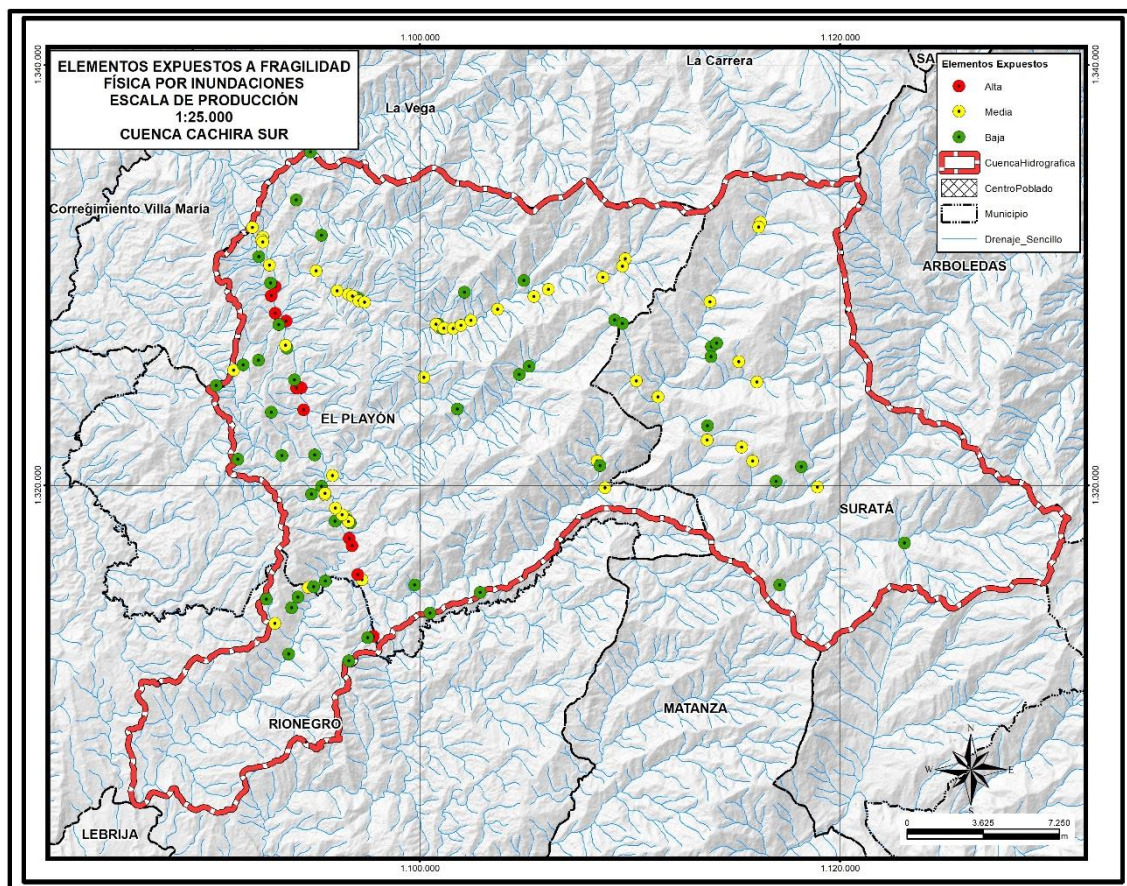 1.100.000
1.120.000
1.340.000
1.340.000
ELEMENTOS EXPUESTOS A FRAGILIDAD
FÍSICA POR INUNDACIONES
ESCALA DE PRODUCCIÓN
1:25.000
CUENCA CACHIRA SUR
La Carrera
SA
Elementos Expuestos
Alta
Media
Baja
CuencaHidrografica
CentroPoblado
Municipio
Drenaje_Sencillo
La Vega
Corregimiento Villa María
ARBOLEDAS
EL PLAYÓN
1.320.000
1.320.000
SURATÁ
MATANZA
RIONEGRO
LEBRIJA
N
W
E
S
0
3.625
7.250
m
1.100.000
1.120.000